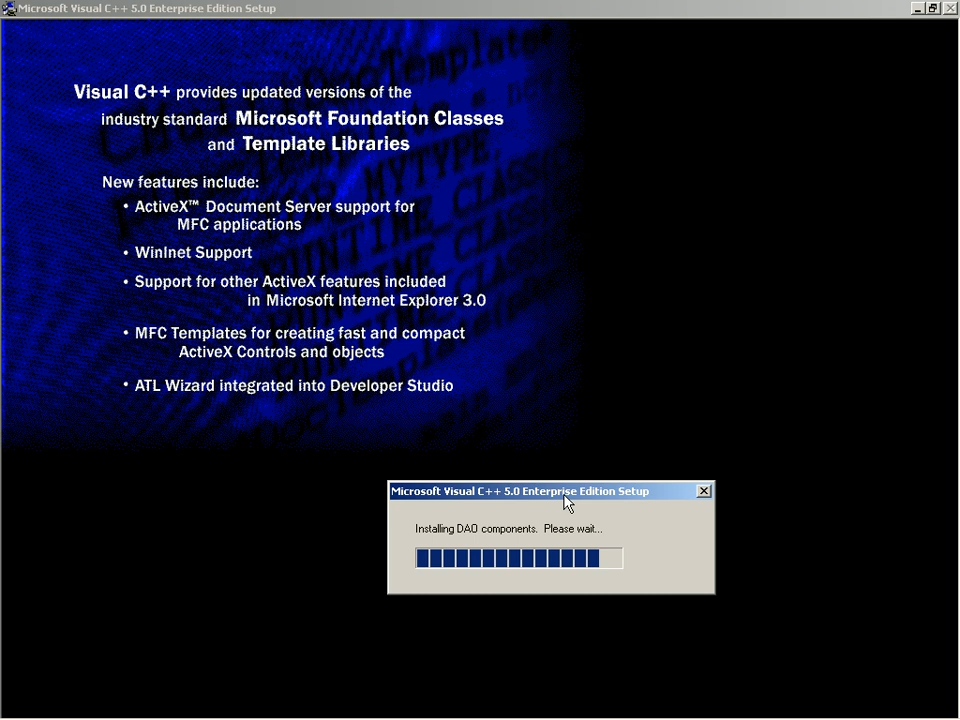 Microsoft Visual C++ 5.0 Enterprise Edition Setup
Visual C++ provides updated versions of the
industry standard Microsoft Foundation Classes
and Template Libraries
New features include:
• ActiveX™ Document Server support for
MFC applications
• WinInet Support
• Support for other ActiveX features included
in Microsoft Internet Explorer 3.0
• MFC Templates for creating fast and compact
ActiveX Controls and objects
• ATL Wizard integrated into Developer Studio
Microsoft Visual C++ 5.0 Enterprise Edition Setup
Installing DAO components. Please wait...